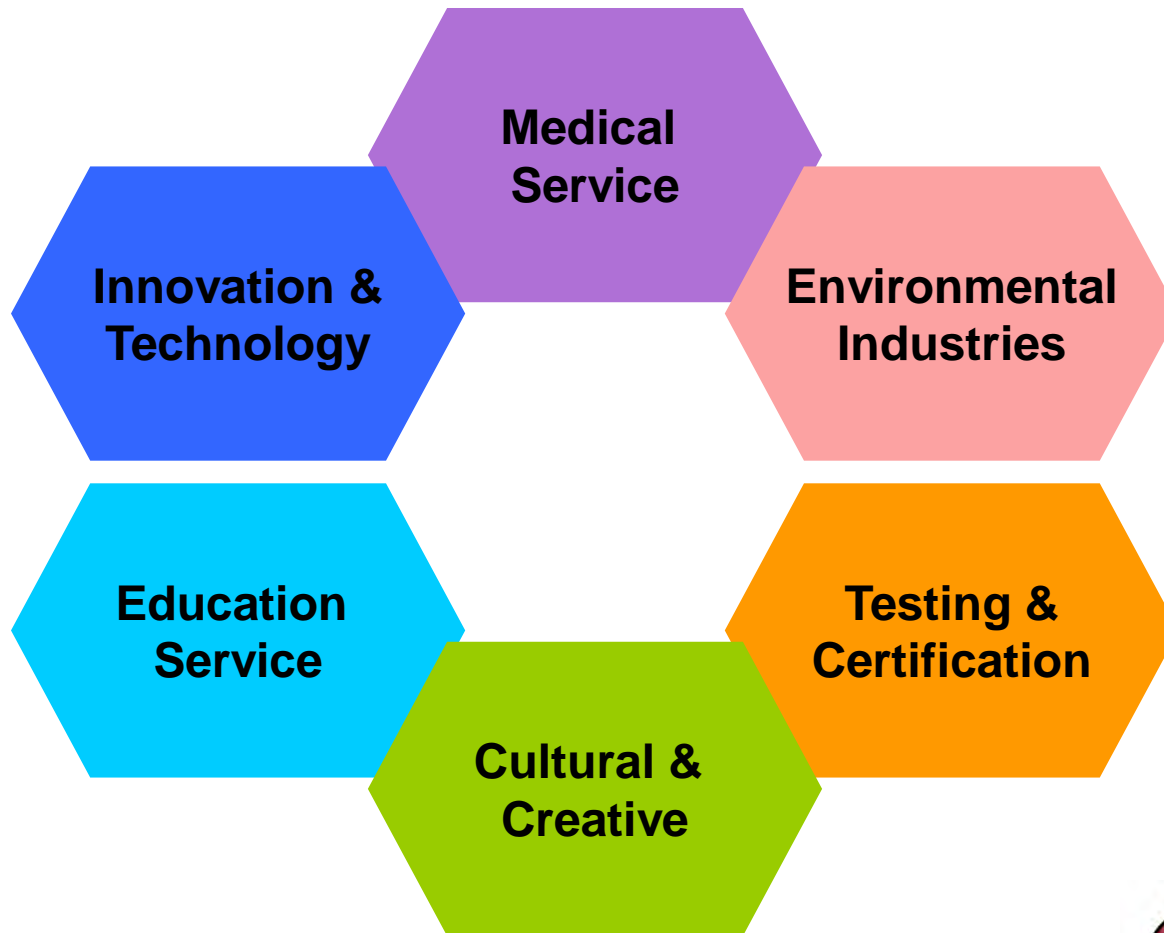 Medical
Service
Innovation &
Technology
Environmental
Industries
Education
Service
Testing &
Certification
Cultural &
Creative